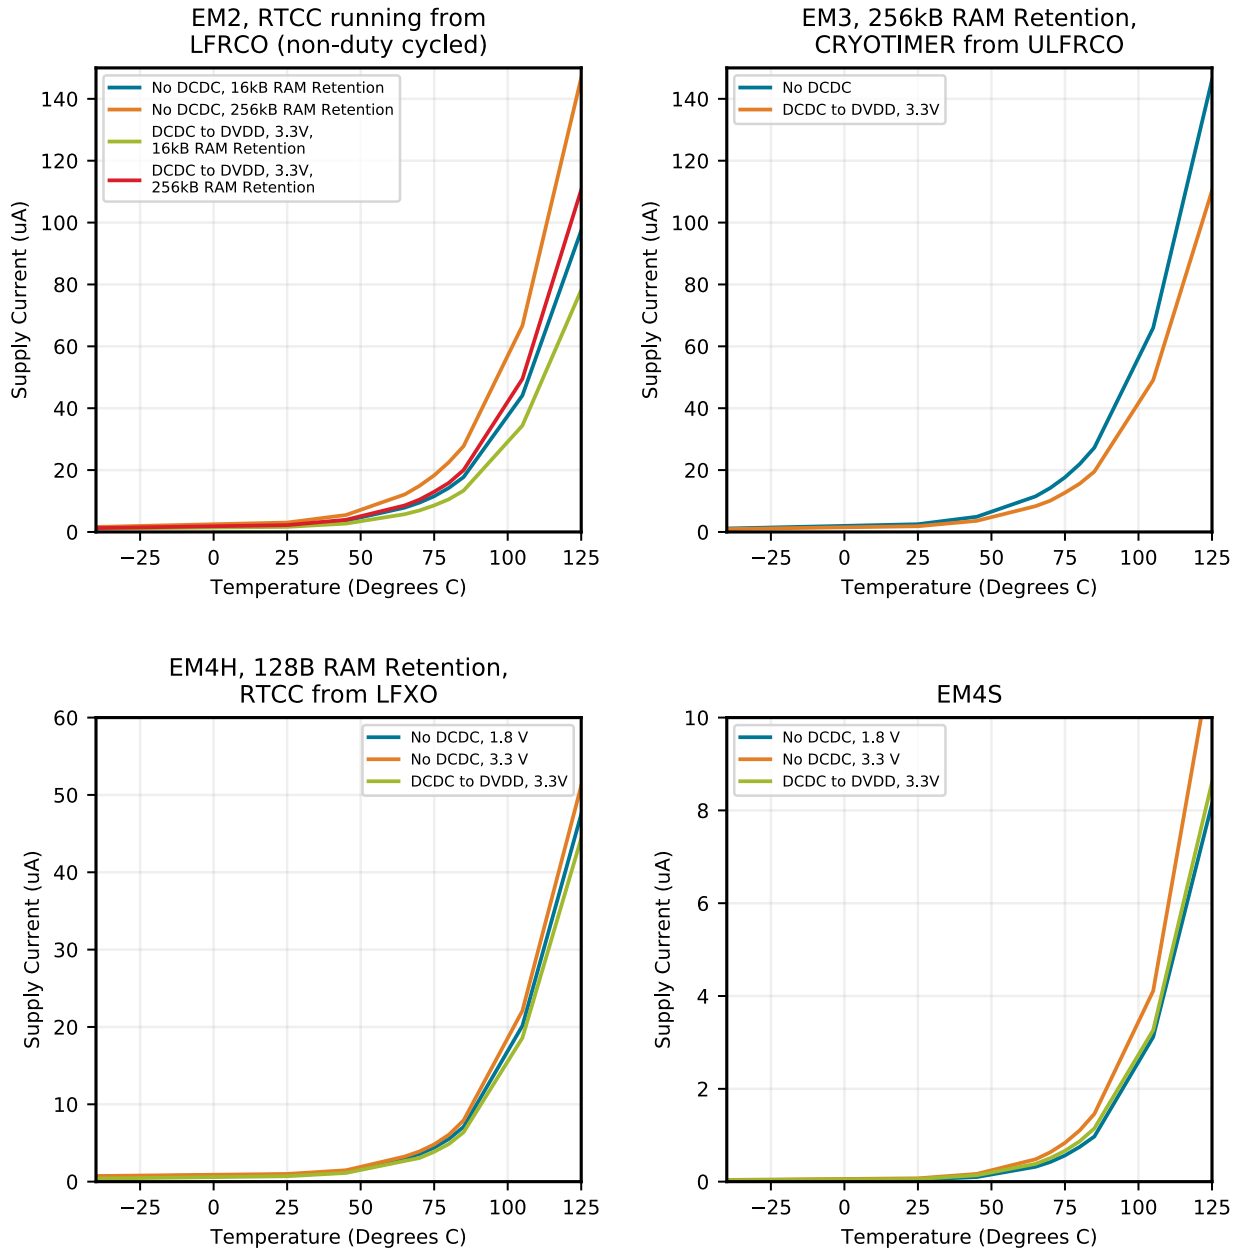 EM2, RTCC running from
LFRCO (non-duty cycled)
No DCDC, 16kB RAM Retention
No DCDC, 256kB RAM Retention
DCDC to DVDD, 3.3V,
16kB RAM Retention
DCDC to DVDD, 3.3V,
256kB RAM Retention
140
120
100
80
60
40
20
0
Supply Current (uA)
−25 0 25 50 75 100 125
Temperature (Degrees C)
EM3, 256kB RAM Retention,
CRYOTIMER from ULFRCO
No DCDC
DCDC to DVDD, 3.3V
140
120
100
80
60
40
20
0
Supply Current (uA)
−25 0 25 50 75 100 125
Temperature (Degrees C)
EM4H, 128B RAM Retention,
RTCC from LFXO
No DCDC, 1.8 V
No DCDC, 3.3 V
DCDC to DVDD, 3.3V
60
50
40
30
20
10
0
Supply Current (uA)
−25 0 25 50 75 100 125
Temperature (Degrees C)
EM4S
No DCDC, 1.8 V
No DCDC, 3.3 V
DCDC to DVDD, 3.3V
10
8
6
4
2
0
Supply Current (uA)
−25 0 25 50 75 100 125
Temperature (Degrees C)